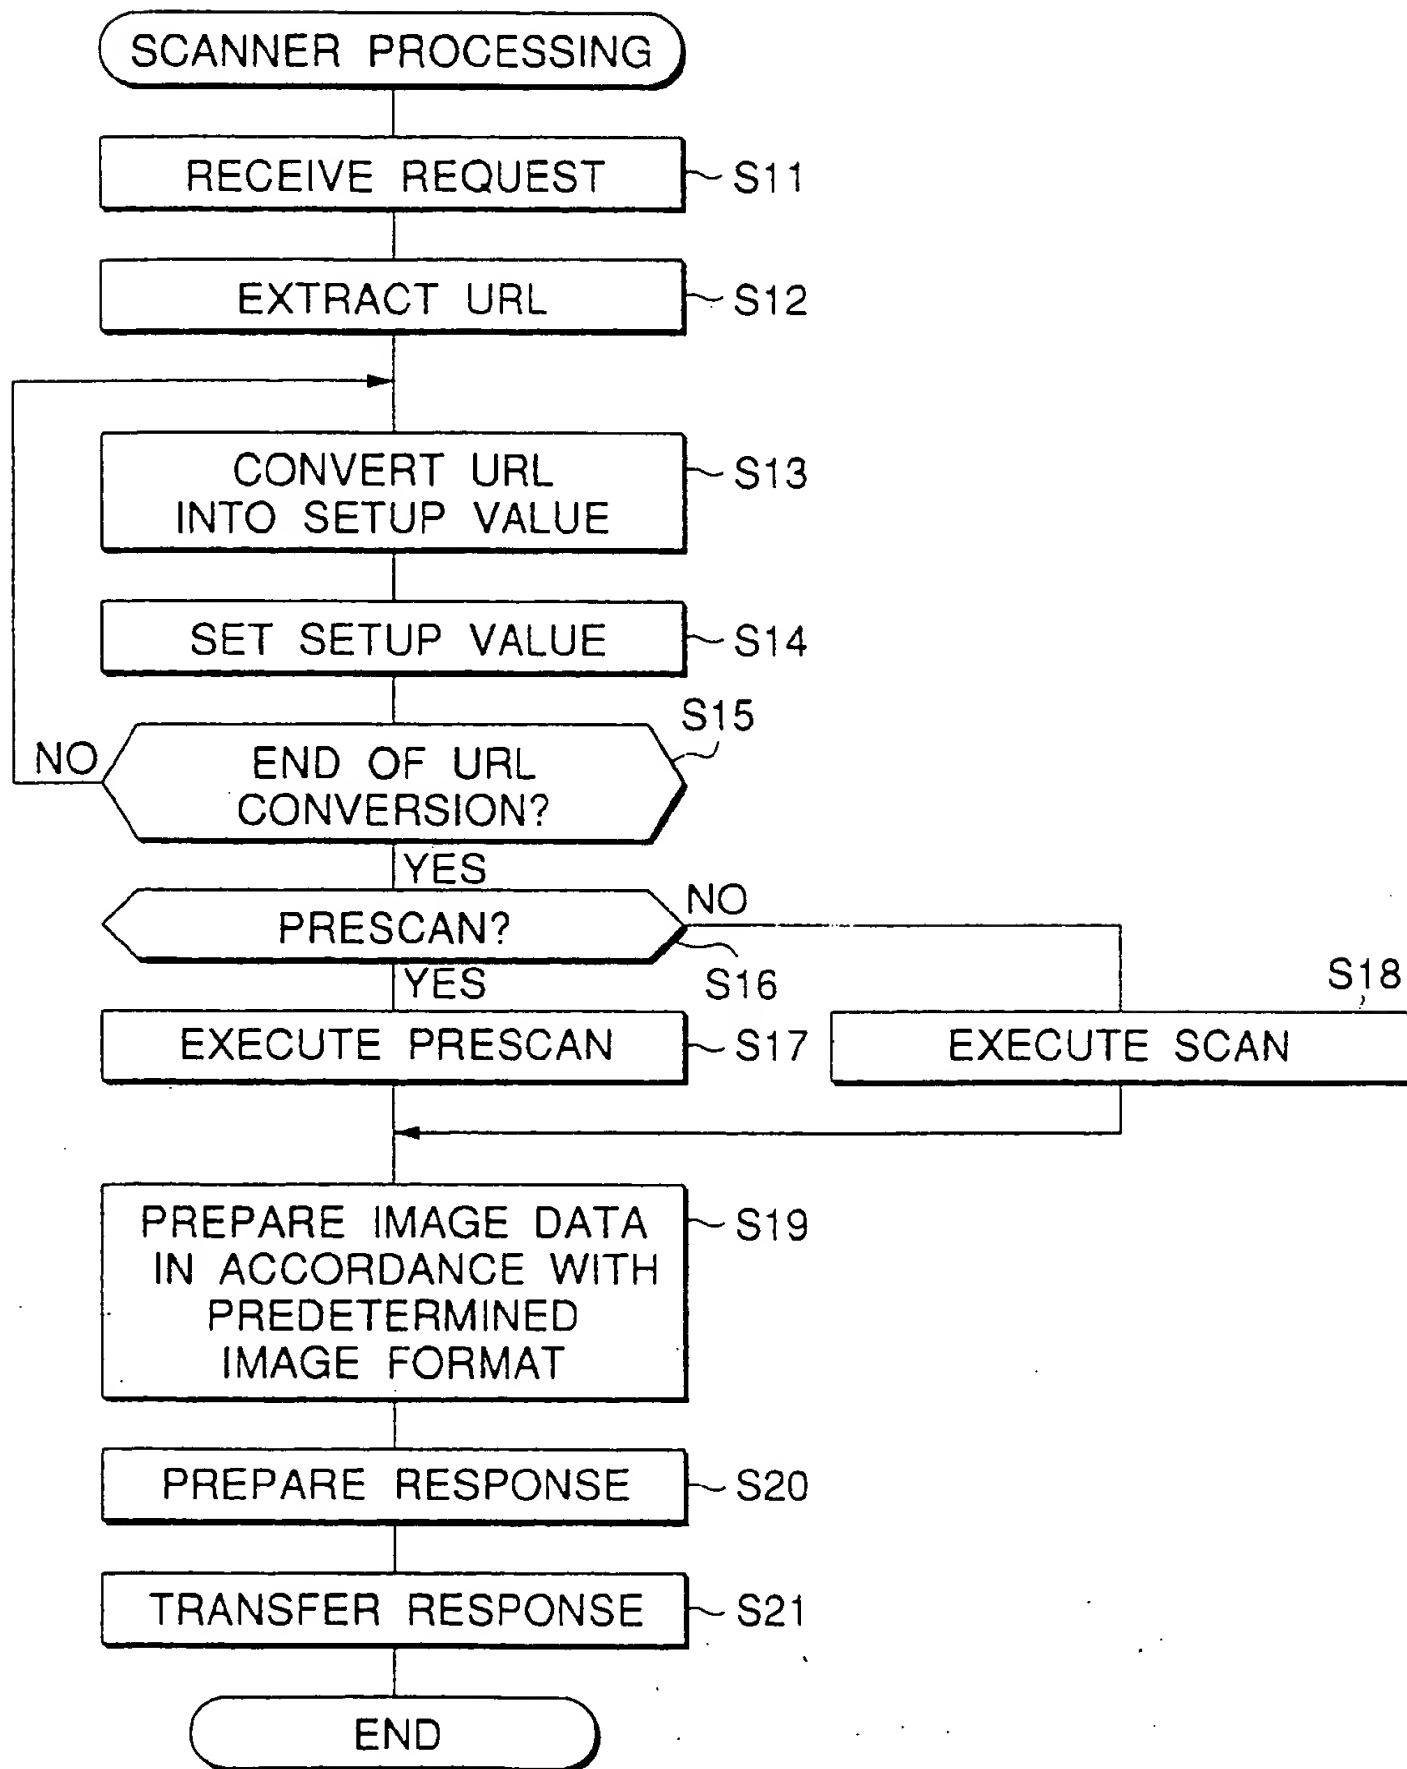 SCANNER PROCESSING
RECEIVE REQUEST
S11
EXTRACT URL
S12
CONVERT URL
INTO SETUP VALUE
S13
SET SETUP VALUE
S14
S15
NO
END OF URL
CONVERSION?
YES
NO
PRESCAN?
S16
YES
S18
EXECUTE PRESCAN
S17
EXECUTE SCAN
PREPARE IMAGE DATA
IN ACCORDANCE WITH
PREDETERMINED
IMAGE FORMAT
S19
PREPARE RESPONSE
S20
TRANSFER RESPONSE
S21
END